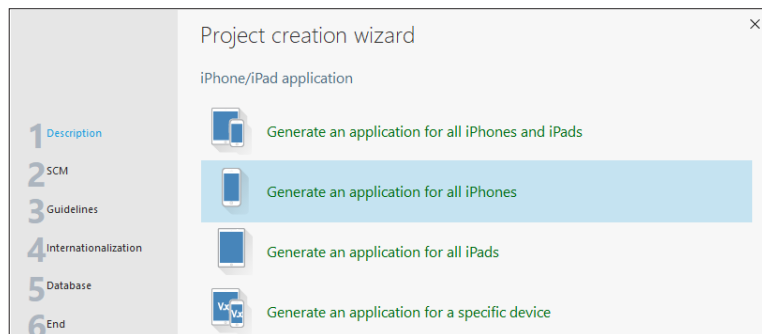 Project creation wizard
iPhone/iPad application
1 Description
2 SCM
3 Guidelines
4 Internationalization
5 Database
6 End
Generate an application for all iPhones and iPads
Generate an application for all iPhones
Generate an application for all iPads
V.x V.x
Generate an application for a specific device